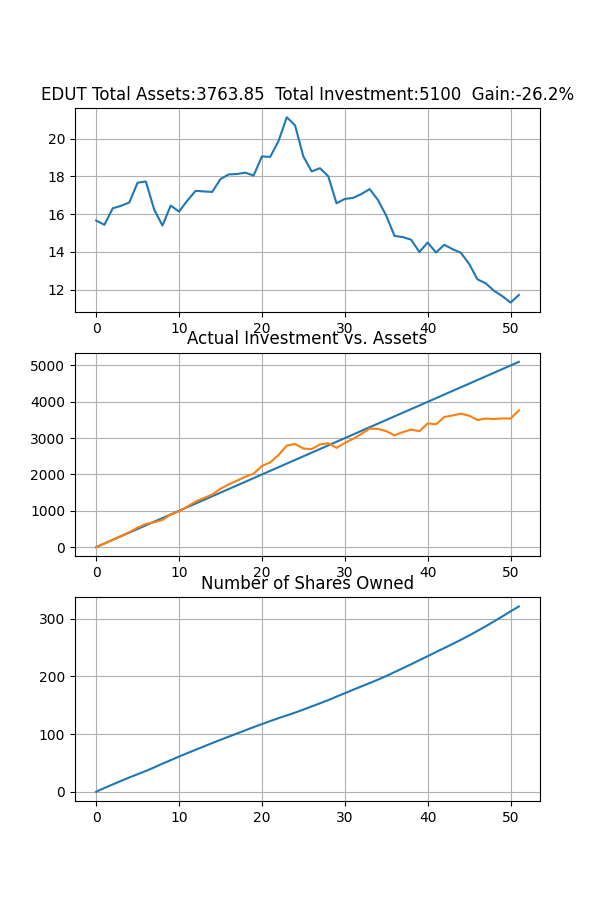 EDUT Total Assets:3763.85  Total Investment:5100  Gain:-26.2%
20
18
16
14
12
0 10 20 30 40 50
Actual Investment vs. Assets
5000
4000
3000
2000
1000
0
0 10 20 30 40 50
Number of Shares Owned
300
200
100
0
0 10 20 30 40 50